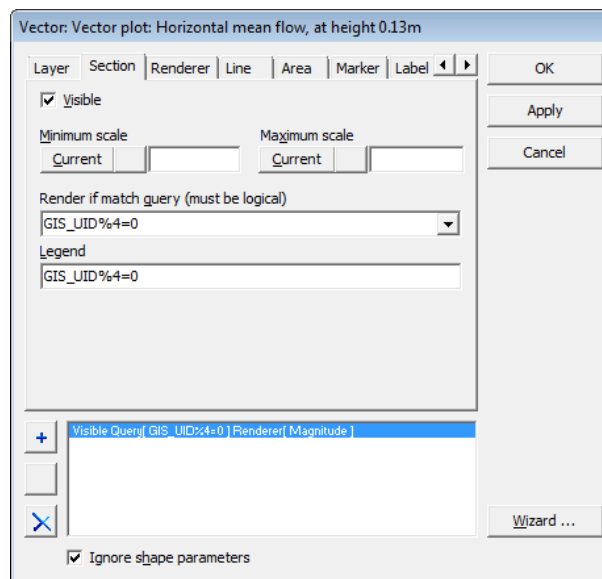 Vector: Vector plot: Horizontal mean flow, at height 0.13m
Layer Section Renderer Line Area Marker Label
OK
Visible
Apply
Minimum scale Maximum scale
Current Current
Cancel
Render if match query (must be logical)
GIS_UID%4=0
Legend
GIS_UID%4=0
Visible Query[ GIS_UID%4=0 ] Renderer[ Magnitude ]
Wizard ...
Ignore shape parameters